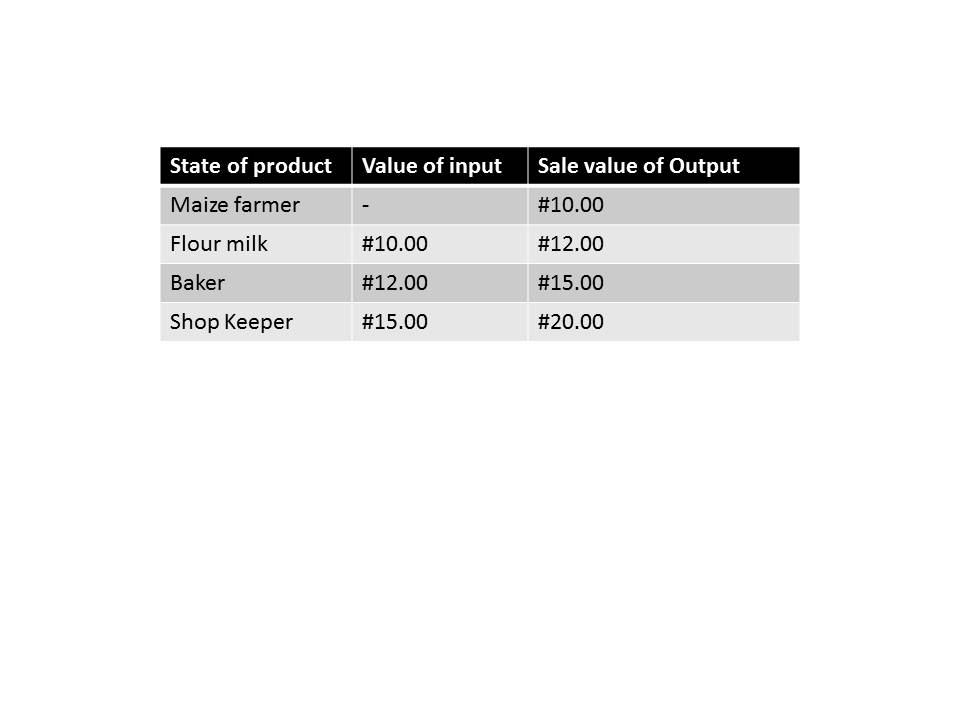 State of product Value of input Sale value of Output
Maize farmer - #10.00
Flour milk #10.00 #12.00
Baker #12.00 #15.00
Shop Keeper #15.00 #20.00